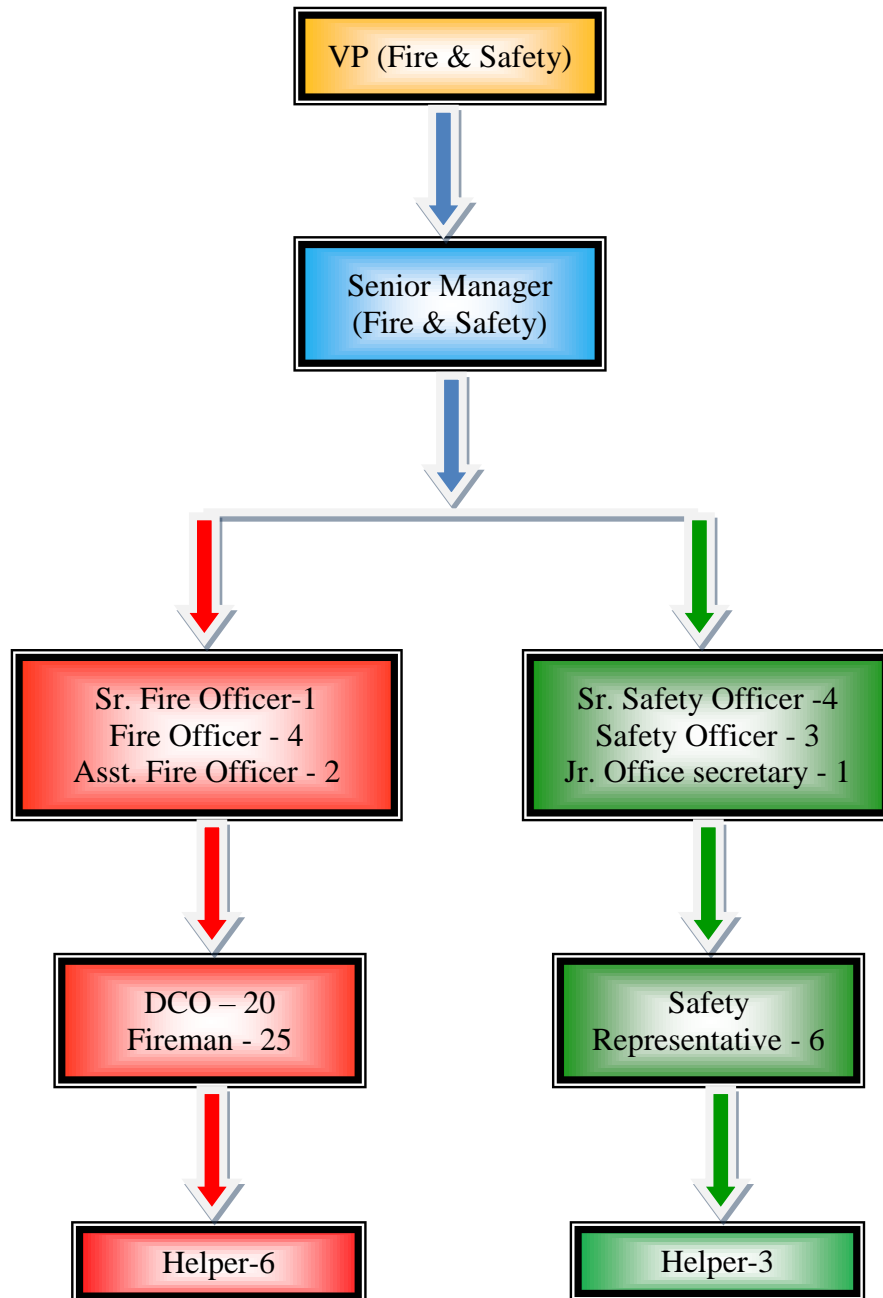 VP (Fire & Safety)
Senior Manager
(Fire & Safety)
Sr. Fire Officer-1
Fire Officer - 4
Asst. Fire Officer - 2
Sr. Safety Officer -4
Safety Officer - 3
Jr. Office secretary - 1
DCO – 20
Fireman - 25
Safety
Representative - 6
Helper-6
Helper-3